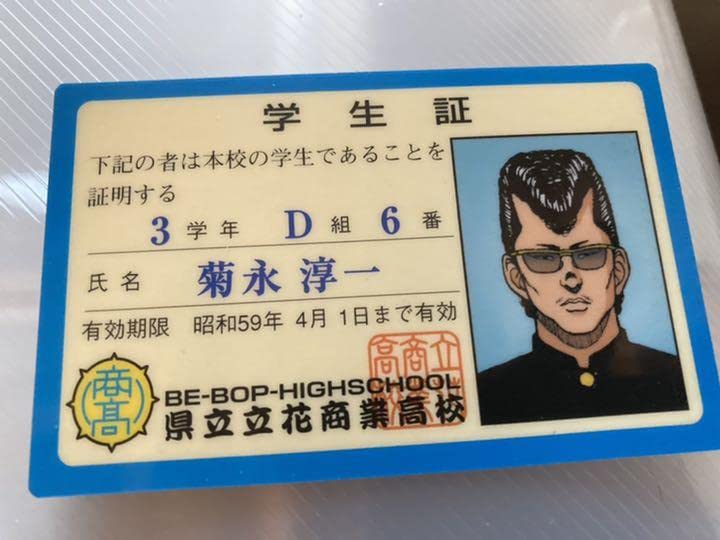 学生証
下記の者は本校の学生であることを
証明する
3 学年 D 組 6 番
氏名 菊永淳一
有効期限 昭和59年 4月 1日まで有効
商高
BE-BOP-HIGHSCHOOL
県立立花商業高校